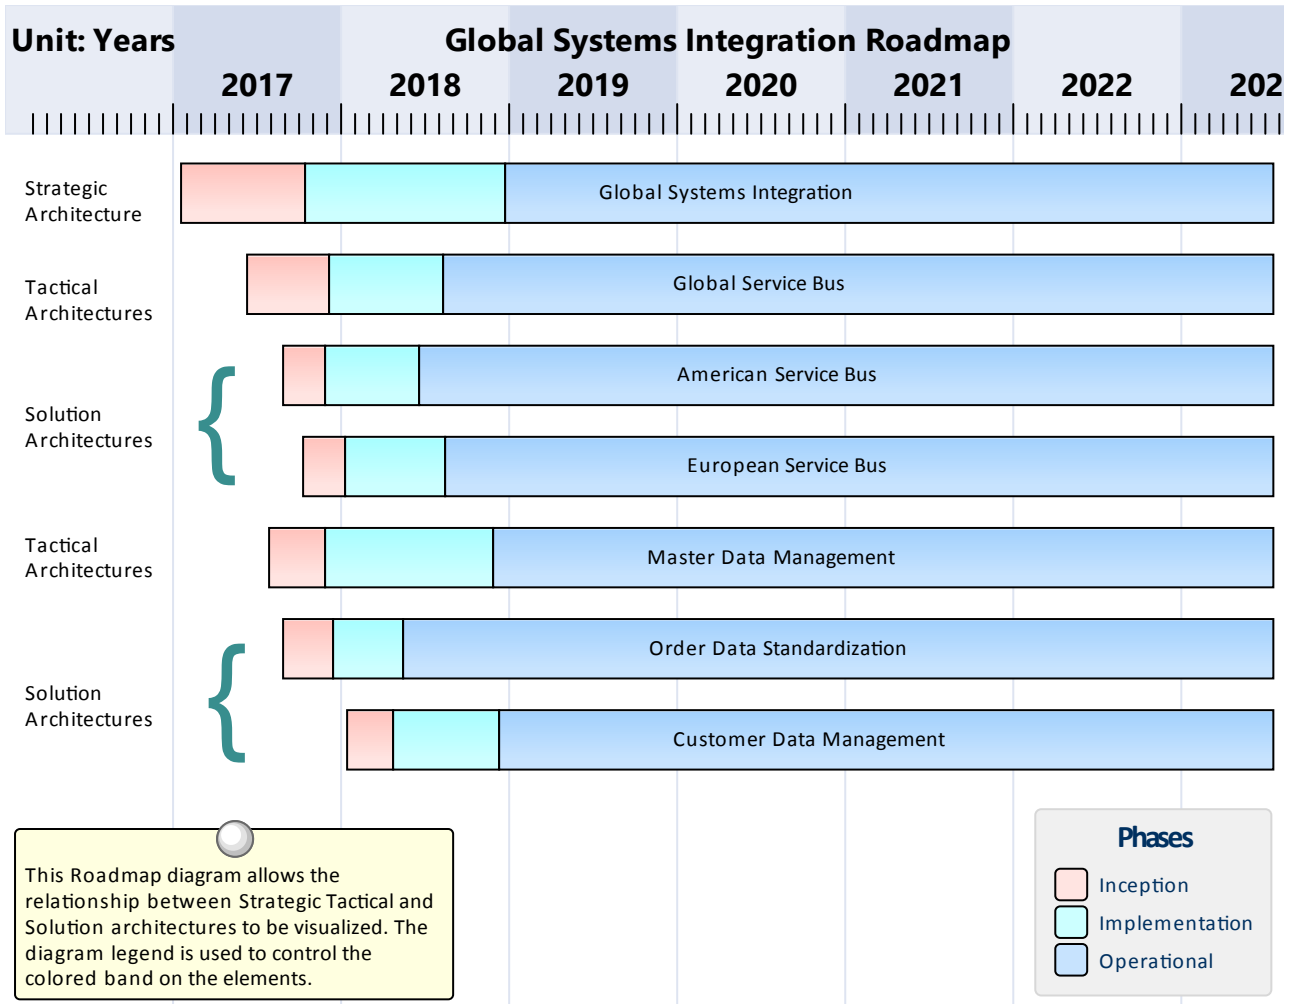 Unit: Years
Global Systems Integration Roadmap
2017 2018 2019 2020 2021 2022 202
Strategic
Architecture
Global Systems Integration
Tactical
Architectures
Global Service Bus
American Service Bus
Solution
Architectures
European Service Bus
Tactical
Architectures
Master Data Management
Order Data Standardization
Solution
Architectures
Customer Data Management
This Roadmap diagram allows the
relationship between Strategic Tactical and
Solution architectures to be visualized. The
diagram legend is used to control the
colored band on the elements.
Phases
Inception
Implementation
Operational